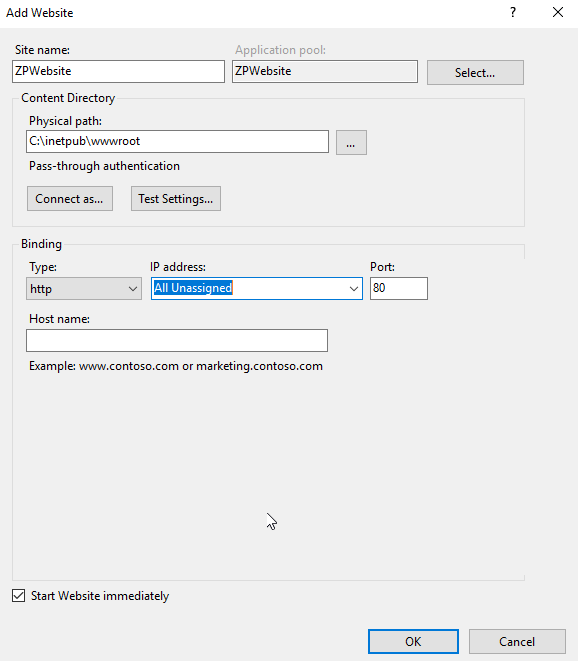 Add Website
?
Site name:
Application pool:
ZPWebsite
ZPWebsite
Select...
Content Directory
Physical path:
C:\inetpub\wwwroot
...
Pass-through authentication
Connect as...
Test Settings...
Binding
Type:
IP address:
Port:
http
All Unassigned
80
Host name:
Example: www.contoso.com or marketing.contoso.com
Start Website immediately
OK
Cancel